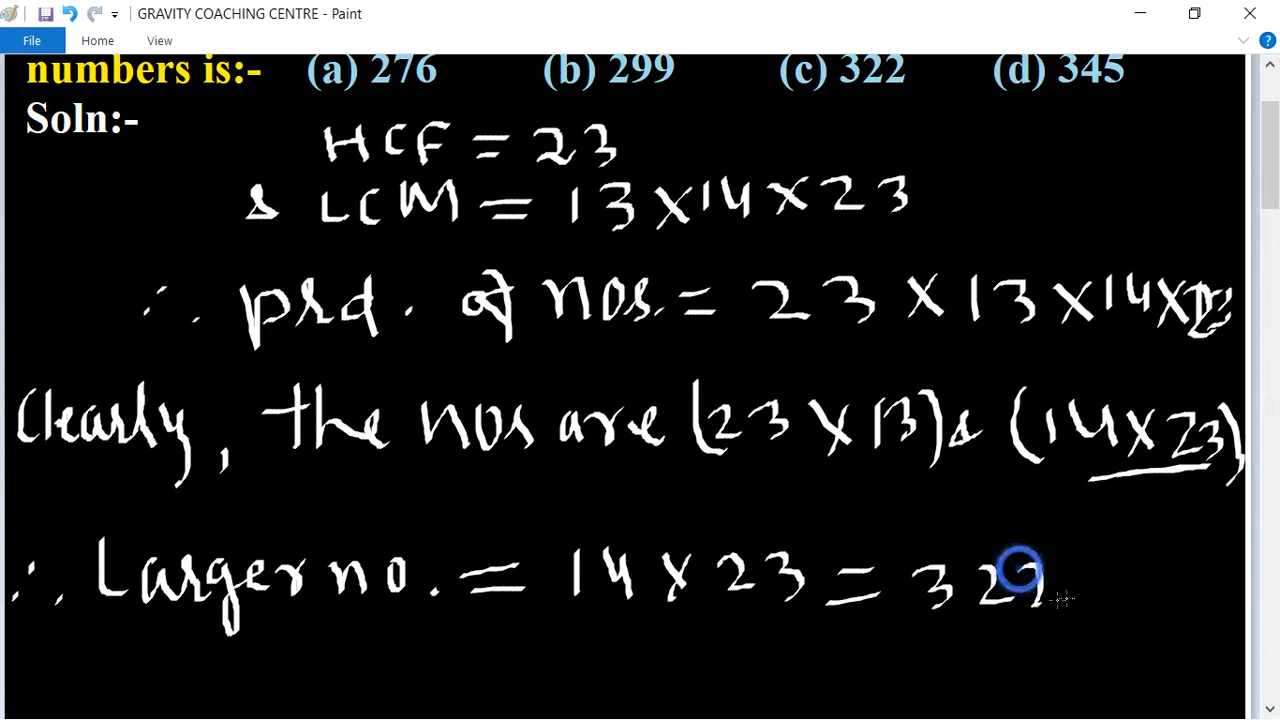 GRAVITY COACHING CENTRE - Paint
File Home View
numbers is:- (a) 276 (b) 299 (c) 322 (d) 345
Soln:-
HCF = 23
& LCM = 13×14×23
∴ prd. of nos. = 23 × 13 × 14 × 23
Clearly, the nos are (23 × 13) & (14×23)
∴ Larger no. = 14 × 23 = 322